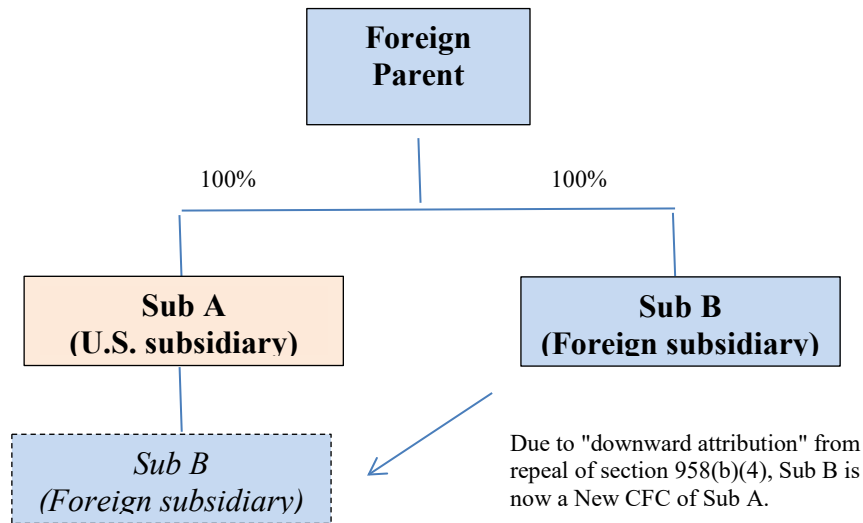 Foreign
Parent
100%
100%
Sub A
(U.S. subsidiary)
Sub B
(Foreign subsidiary)
Sub B
(Foreign subsidiary)
Due to "downward attribution" from
repeal of section 958(b)(4), Sub B is
now a New CFC of Sub A.